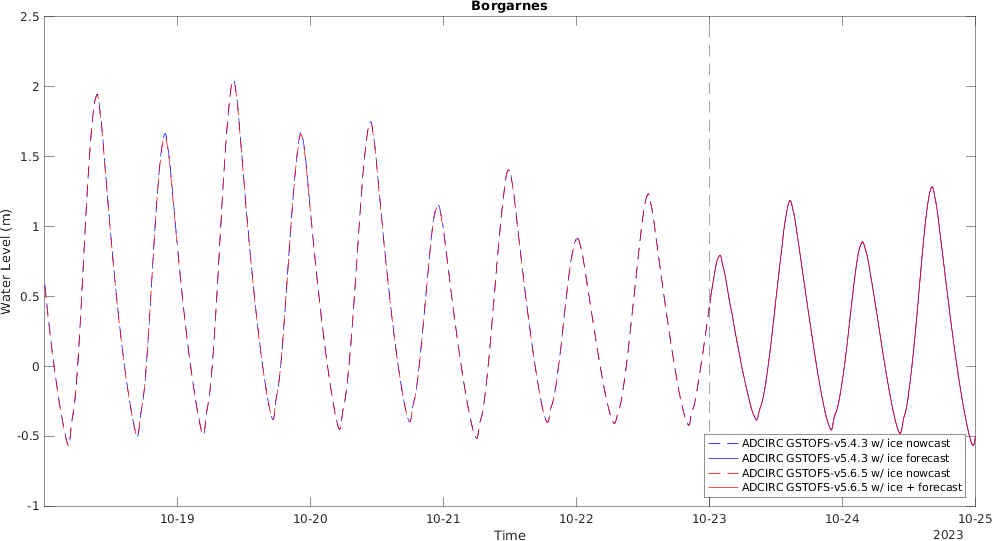 Borgarnes
2.5
2
1.5
1
0.5
0
-0.5
-1
Water Level (m)
10-19
10-20
10-21
10-22
10-23
10-24
10-25
Time
2023
ADCIRC GSTOFS-v5.4.3 w/ ice nowcast
ADCIRC GSTOFS-v5.4.3 w/ ice forecast
ADCIRC GSTOFS-v5.6.5 w/ ice nowcast
ADCIRC GSTOFS-v5.6.5 w/ ice + forecast